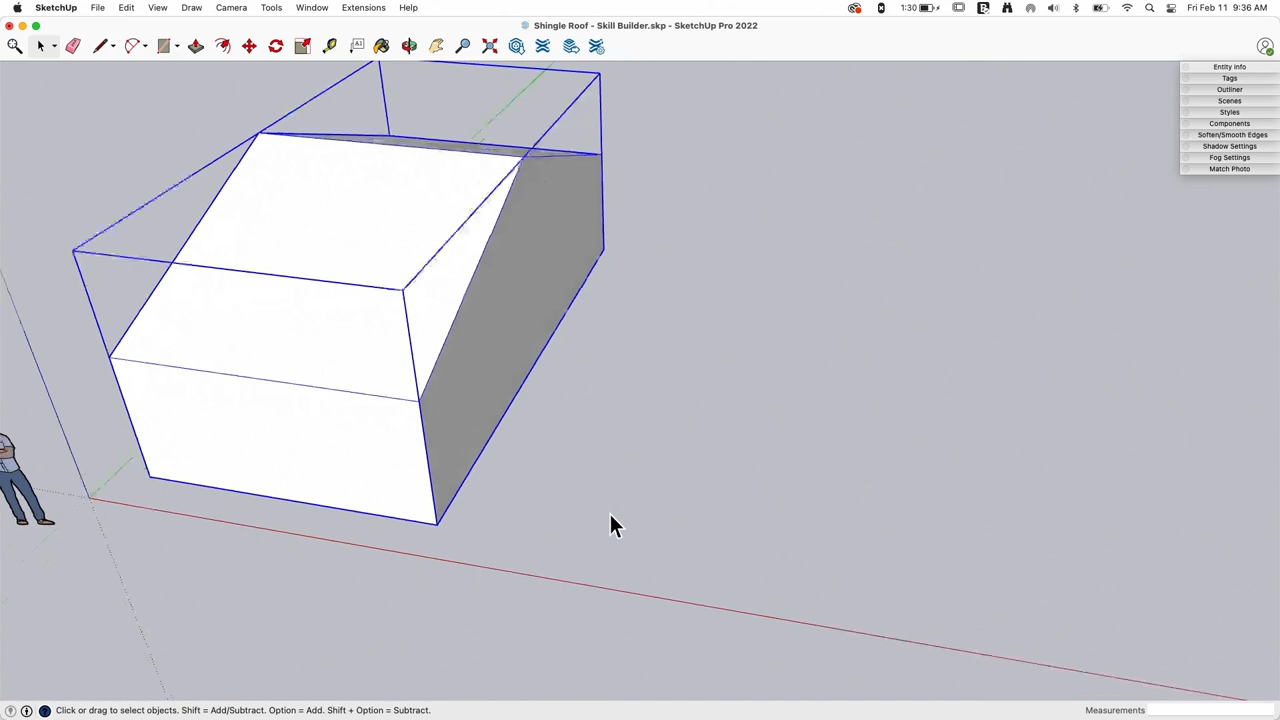 SketchUp File Edit View Draw Camera Tools Window Extensions Help 1:30 Fri Feb 11 9:36 AM
Shingle Roof - Skill Builder.skp - SketchUp Pro 2022
Entity Info
Tags
Outliner
Scenes
Styles
Components
Soften/Smooth Edges
Shadow Settings
Fog Settings
Match Photo
Click or drag to select objects. Shift = Add/Subtract. Option = Add. Shift + Option = Subtract. Measurements